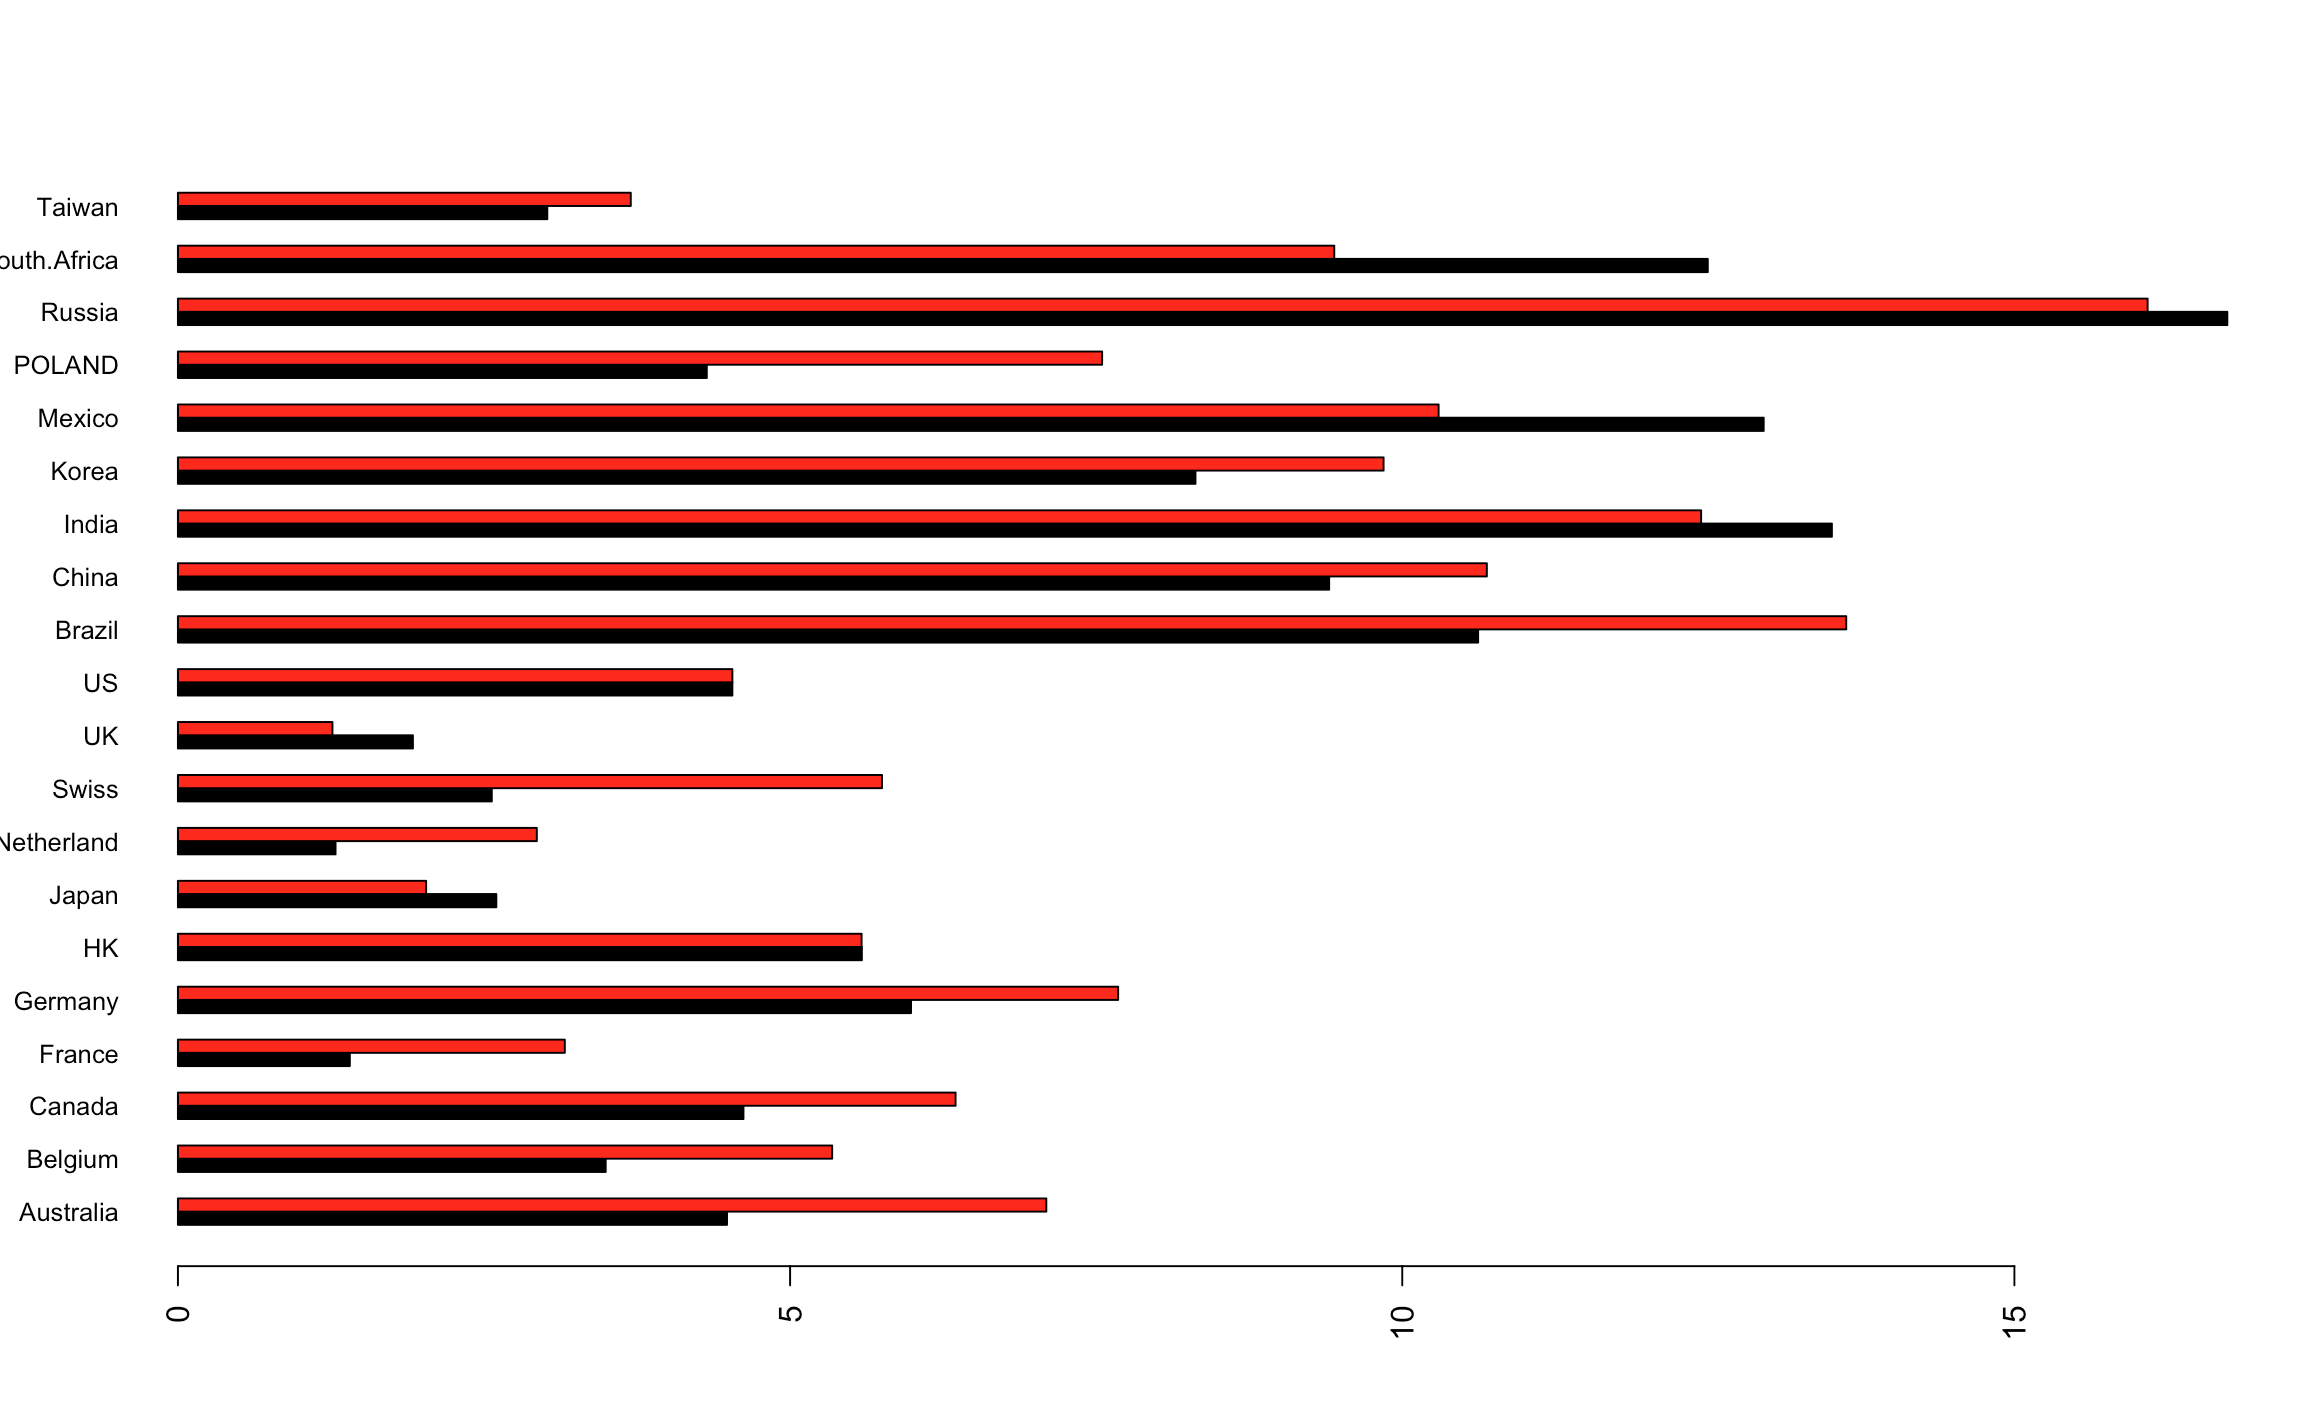 Taiwan
outh.Africa
Russia
POLAND
Mexico
Korea
India
China
Brazil
US
UK
Swiss
Netherland
Japan
HK
Germany
France
Canada
Belgium
Australia
0 5 10 15